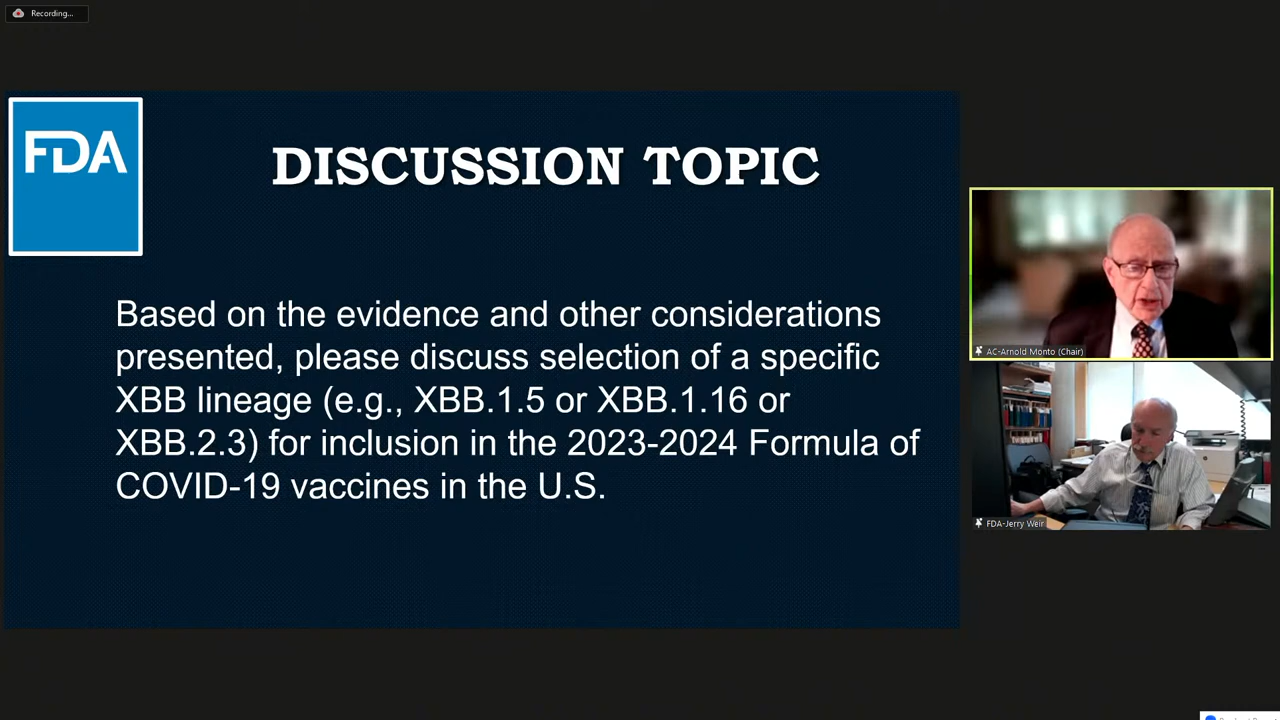 Recording...
FDA
DISCUSSION TOPIC
Based on the evidence and other considerations
presented, please discuss selection of a specific
XBB lineage (e.g., XBB.1.5 or XBB.1.16 or
XBB.2.3) for inclusion in the 2023-2024 Formula of
COVID-19 vaccines in the U.S.
AC-Arnold Monto (Chair)
FDA-Jerry Weir